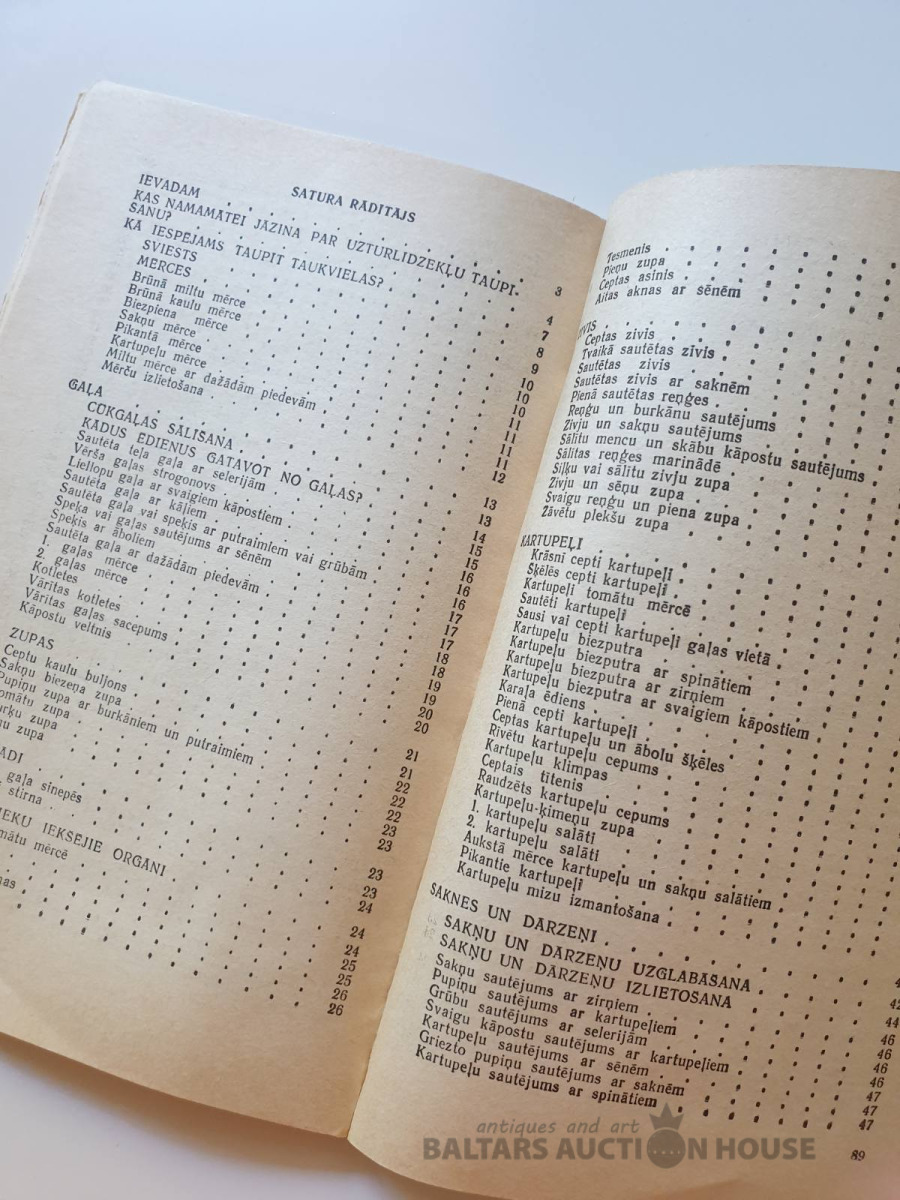 SATURA RĀDĪTĀJS
IEVADAM
KAS NAMAMĀTEI JĀZINA PAR UZTURLĪDZEKĻU TAUPI-
ŠANU? 3
KĀ IESPĒJAMS TAUPĪT TAUKVIELAS?
SVIESTS
MĒRCES
Brūnā miltu mērce
Brūnā kaulu mērce
Biezpiena mērce
Sakņu mērce
Pikantā mērce
Kartupeļu mērce
Miltu mērce ar dažādām piedevām
Mērču izlietošana
GAĻA
CŪKGAĻAS SĀLĪŠANA
KĀDUS ĒDIENUS GATAVOT NO GAĻAS?
Sautēta teļa gaļa ar selerijām
Vērša gaļas strogonovs
Liellopu gaļa ar svaigiem kāpostiem
Sautēta gaļa ar kāļiem
Sautēta gaļa vai speķis ar putraimiem vai grūbām
Speķa vai gaļas sautējums ar sēnēm
Speķis ar āboliem
Sautēta gaļa ar dažādām piedevām
1. gaļas mērce
2. gaļas mērce
Kotletes
Vārītas kotletes
Vārītas gaļas sacepums
Kāpostu veltnis
ZUPAS
Ceptu kaulu buljons
Sakņu biezeņa zupa
Pupiņu zupa ar burkāniem un putraimiem
zupa
zupa
zupa
gaļa sinepēs
stirna
IEKŠĒJIE ORGĀNI
mērcē
4
7
8
9
10
10
10
11
11
11
11
12
13
13
14
15
15
16
16
16
17
17
17
18
18
19
19
20
20
21
21
22
22
22
23
23
23
23
24
24
24
25
25
26
26
Tesmenis
Pieņu zupa
Ceptas asinis
Aitas aknas ar sēnēm
ZIVIS
Ceptas zivis
Tvaikā sautētas zivis
Sautētas zivis
Sautētas zivis ar saknēm
Pienā sautētas reņģes
Reņģu un burkānu sautējums
Zivju un sakņu sautējums
Sālītu mencu un skābu kāpostu sautējums
Sālītas reņģes marinādē
Siļķu vai sālītu zivju zupa
Zivju un sēņu zupa
Svaigu reņģu un piena zupa
Žāvētu plekšu zupa
KARTUPEĻI
Krāsnī cepti kartupeļi
Šķēlēs cepti kartupeļi
Kartupeļi tomātu mērcē
Sautēti kartupeļi
Sausi vai cepti kartupeļi gaļas vietā
Kartupeļu biezputra
Kartupeļu biezputra ar spinātiem
Kartupeļu biezputra ar zirņiem
Kartupeļu biezputra ar svaigiem kāpostiem
Karaļa ēdiens
Pienā cepti kartupeļi
Ceptas kartupeļu un ābolu šķēles
Rīvētu kartupeļu cepums
Kartupeļu klimpas
Ceptais titenis
Raudzēts kartupeļu cepums
Kartupeļu-ķimeņu zupa
1. kartupeļu salāti
2. kartupeļu salāti
Aukstā mērce kartupeļu un sakņu salātiem
Pikantie kartupeļi
Kartupeļu mizu izmantošana
SAKNES UN DĀRZEŅI
SAKŅU UN DĀRZEŅU UZGLABĀŠANA
SAKŅU UN DĀRZEŅU IZLIETOŠANA
Sakņu sautējums ar zirņiem 44
Pupiņu sautējums ar kartupeļiem 46
Grūbu sautējums ar selerijām 46
Svaigu kāpostu sautējums ar kartupeļiem 46
Kartupeļu sautējums ar sēnēm 47
Griezto pupiņu sautējums ar saknēm 47
Kartupeļu sautējums ar spinātiem 47
89
antiques and art
BALTARS AUCTION HOUSE